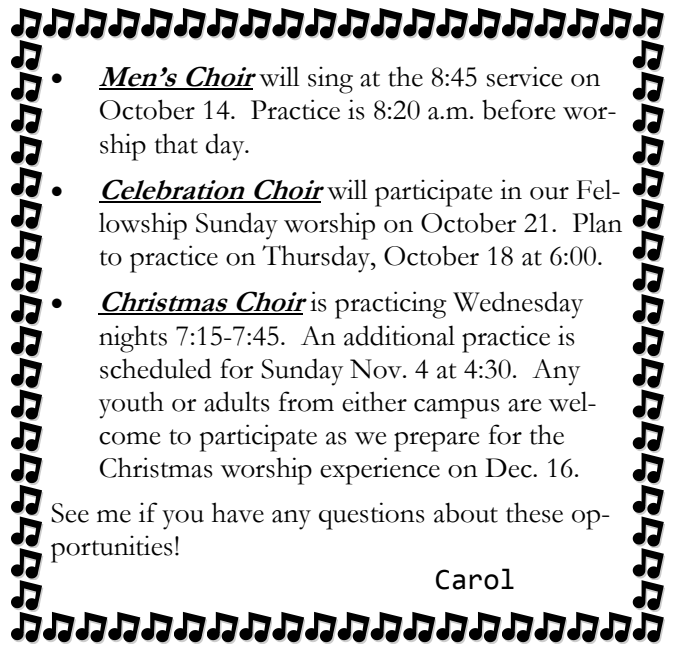 • Men's Choir will sing at the 8:45 service on
October 14. Practice is 8:20 a.m. before wor-
ship that day.
• Celebration Choir will participate in our Fel-
lowship Sunday worship on October 21. Plan
to practice on Thursday, October 18 at 6:00.
• Christmas Choir is practicing Wednesday
nights 7:15-7:45. An additional practice is
scheduled for Sunday Nov. 4 at 4:30. Any
youth or adults from either campus are wel-
come to participate as we prepare for the
Christmas worship experience on Dec. 16.
See me if you have any questions about these op-
portunities!
Carol